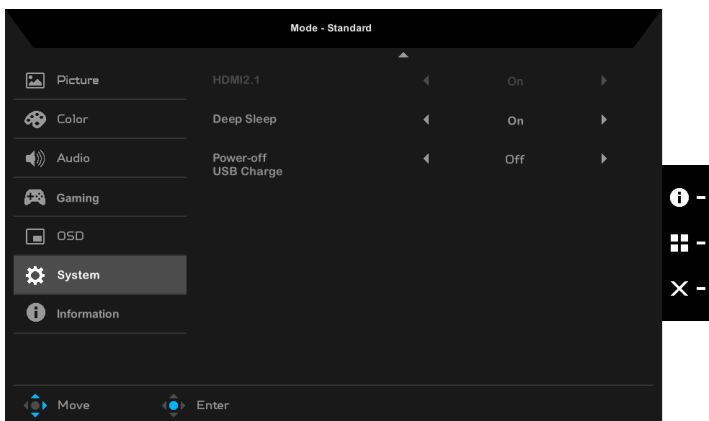 Mode - Standard
Picture
HDMI2.1 On
Color
Deep Sleep On
Audio
Power-off
USB Charge Off
Gaming
OSD
System
Information
Move Enter